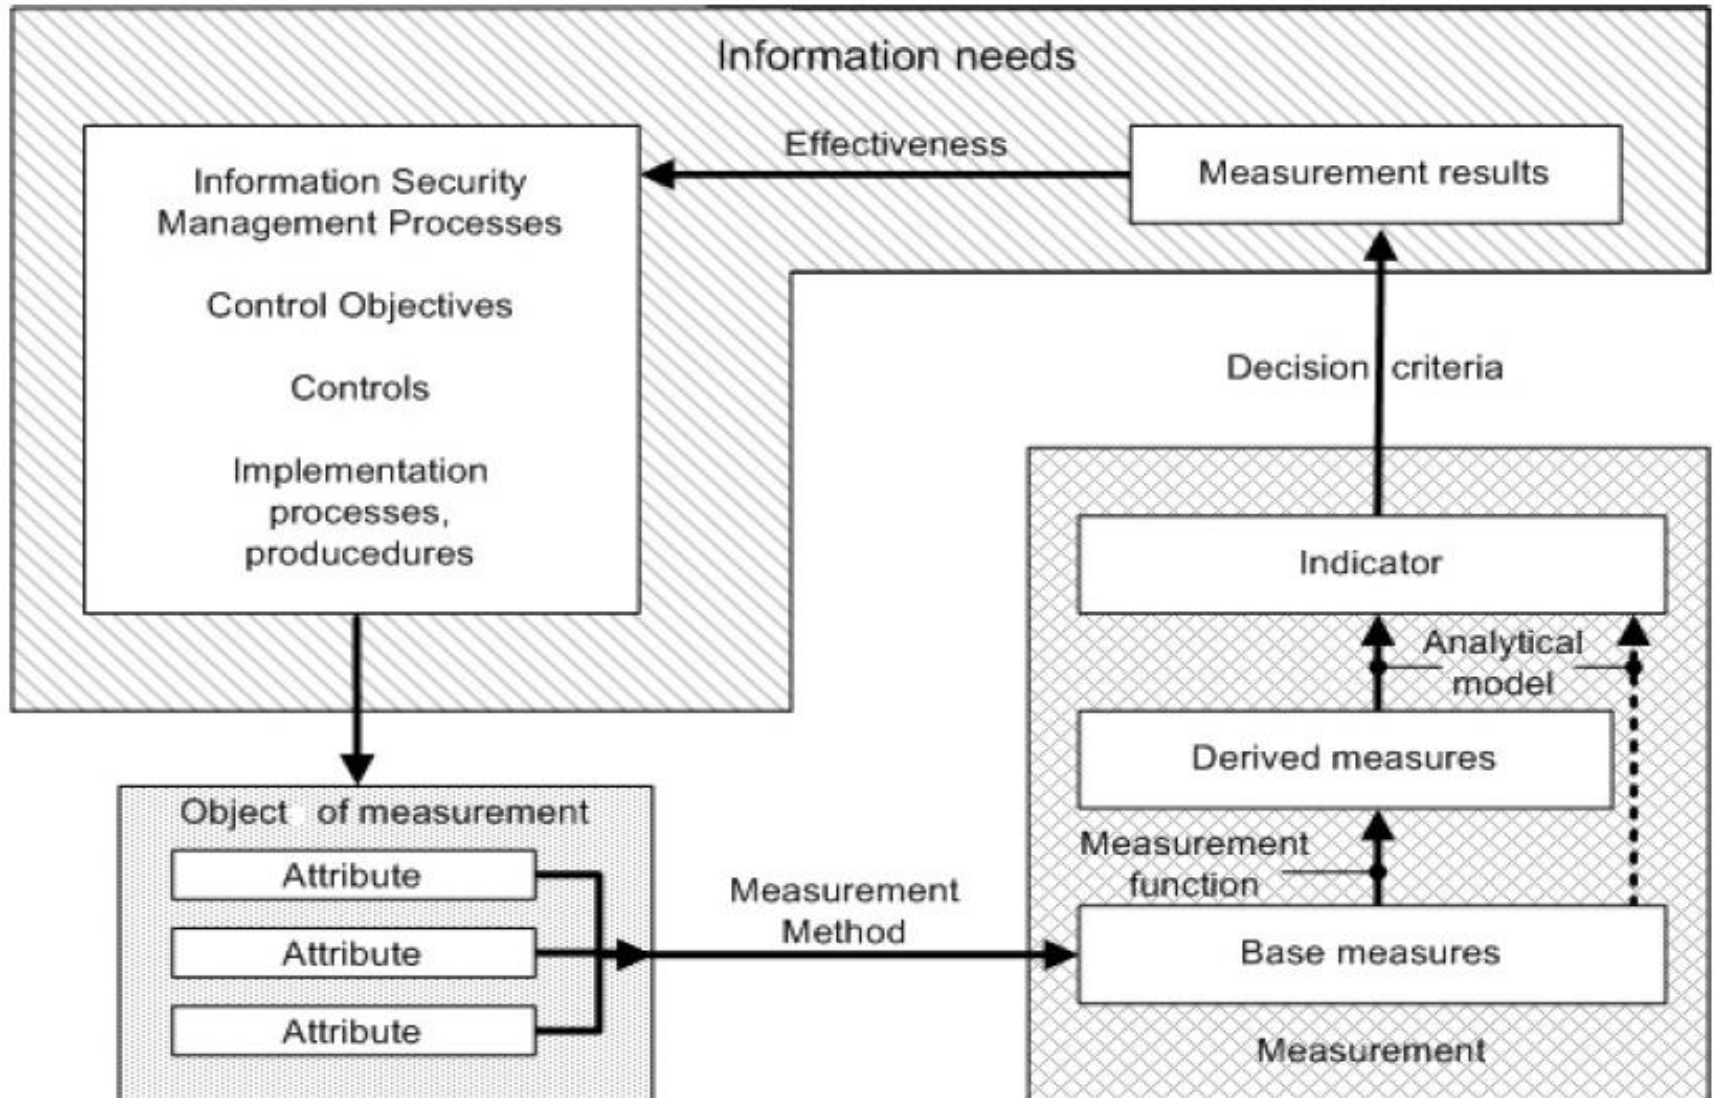 Information needs
Effectiveness
Measurement results
Information Security
Management Processes
Control Objectives
Controls
Implementation
processes,
producedures
Decision criteria
Indicator
Analytical
model
Derived measures
Measurement
function
Base measures
Measurement
Object of measurement
Attribute
Attribute
Attribute
Measurement
Method